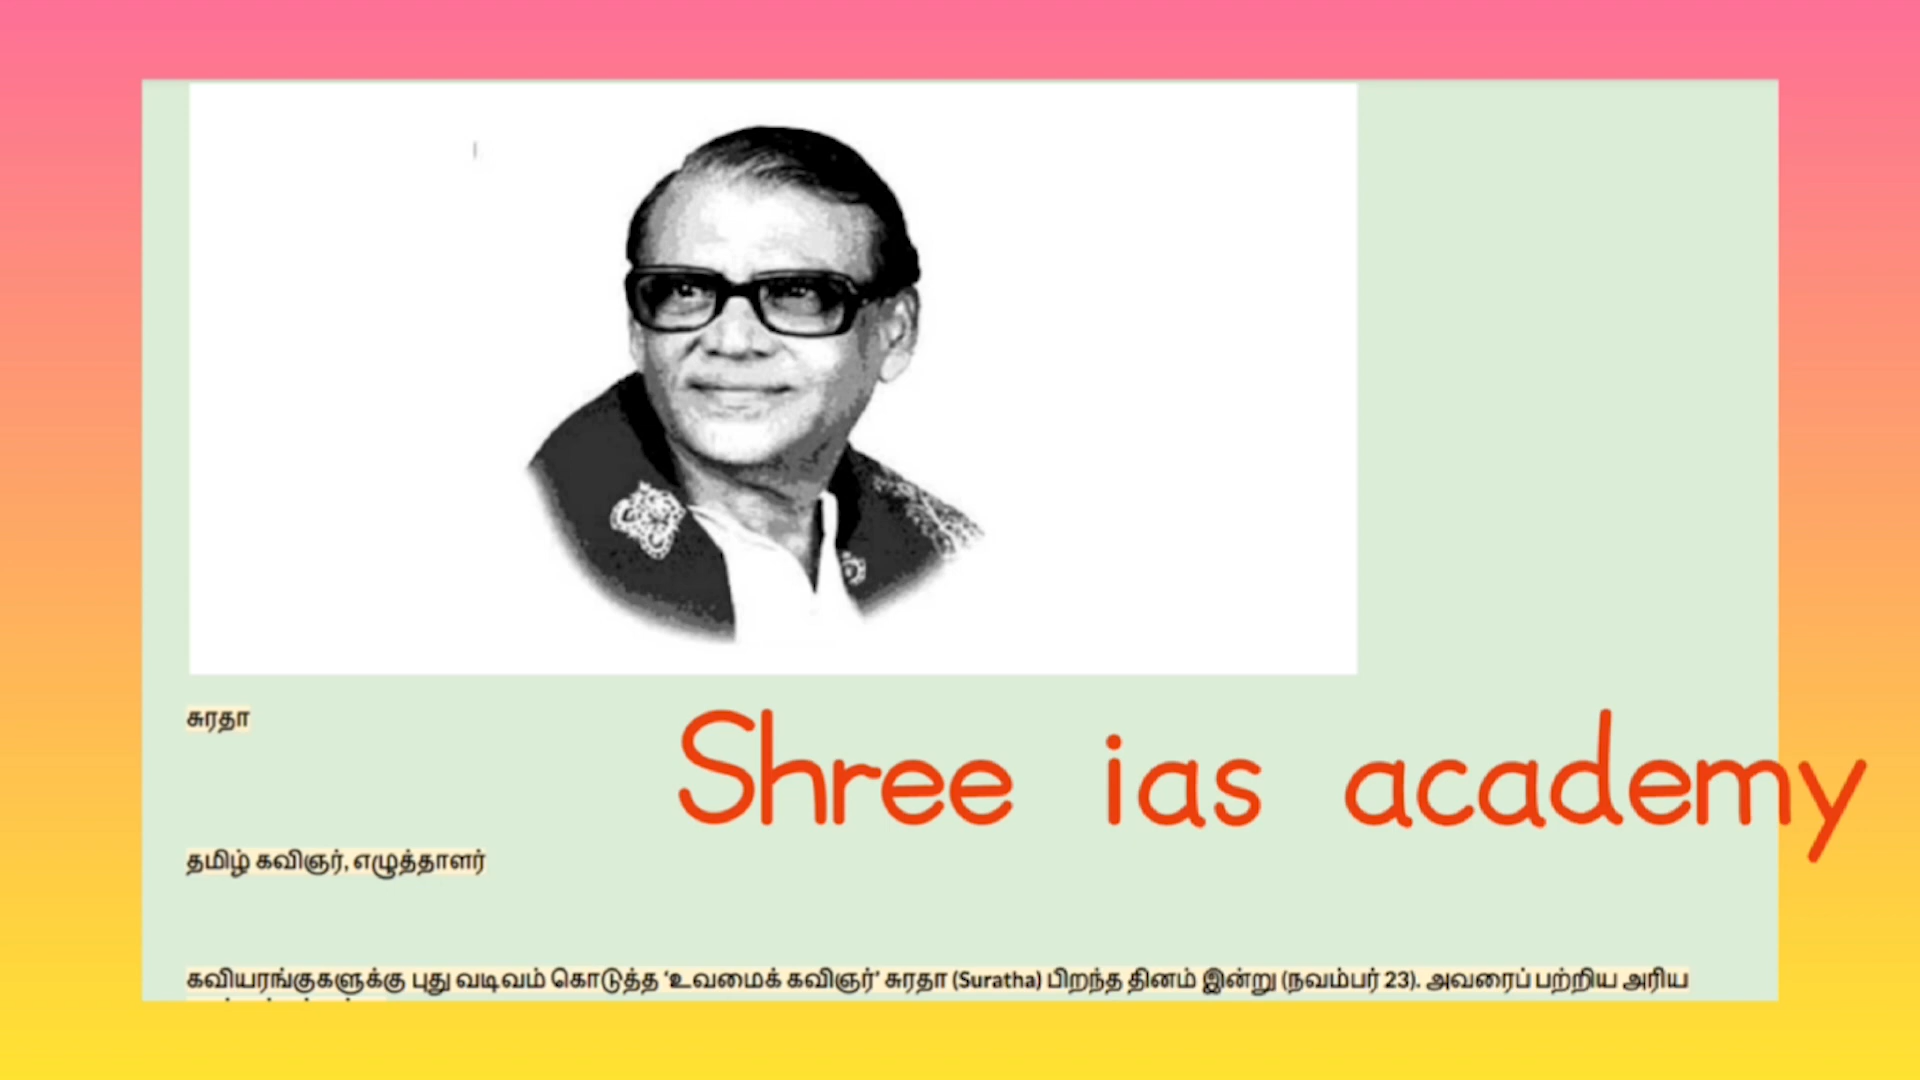 சுரதா
Shree ias academy
தமிழ் கவிஞர், எழுத்தாளர்
கவியரங்குகளுக்கு புது வடிவம் கொடுத்த ‘உவமைக் கவிஞர்’ சுரதா (Suratha) பிறந்த தினம் இன்று (நவம்பர் 23). அவரைப் பற்றிய அரிய